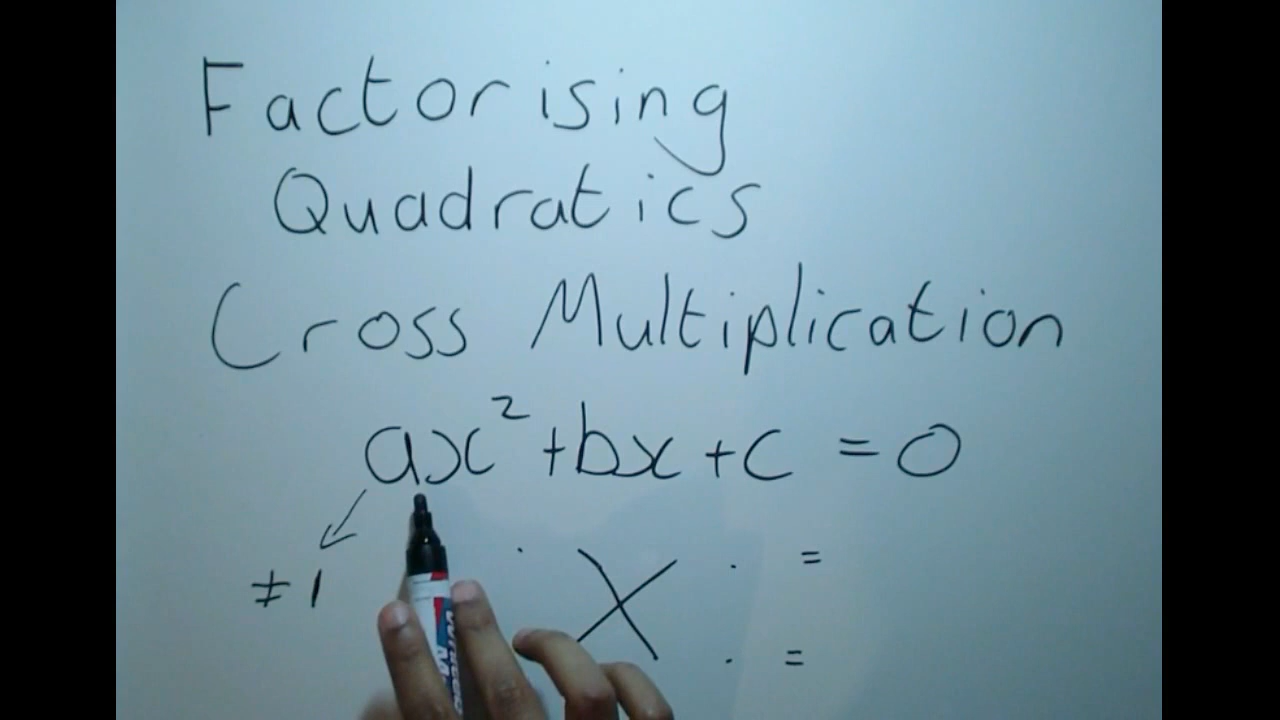 Factorising
Quadratics
Cross Multiplication
ax² + bx + c = 0
≠ 1
. X . =
. =